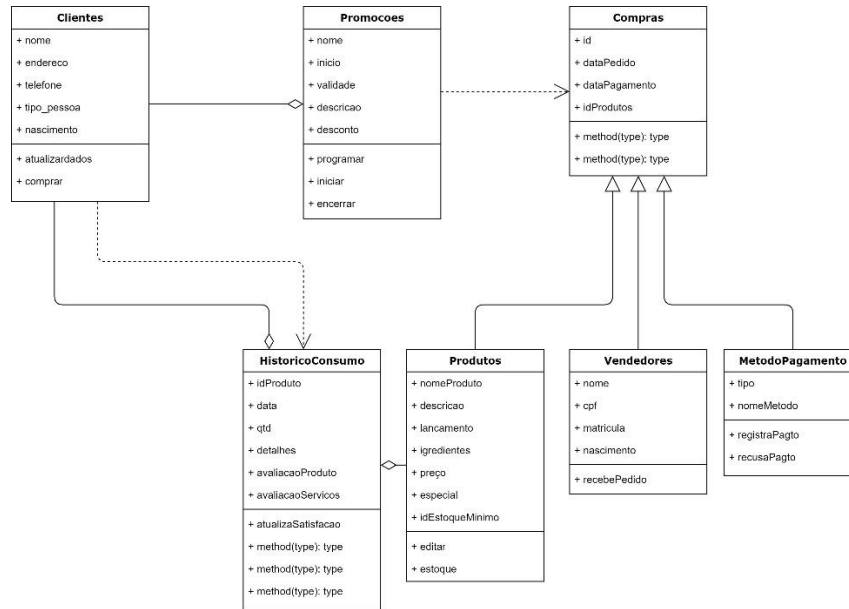 Clientes
+ nome
+ endereco
+ telefone
+ tipo_pessoa
+ nascimento
+ atualizardados
+ comprar
Promocoes
+ nome
+ inicio
+ validade
+ descricao
+ desconto
+ programar
+ iniciar
+ encerrar
Compras
+ id
+ dataPedido
+ dataPagamento
+ idProdutos
+ method(type): type
+ method(type): type
HistoricoConsumo
+ idProduto
+ data
+ qtd
+ detalhes
+ avaliacaoProduto
+ avaliacaoServicos
+ atualizaSatisfacao
+ method(type): type
+ method(type): type
+ method(type): type
Produtos
+ nomeProduto
+ descricao
+ lancamento
+ igredientes
+ preço
+ especial
+ idEstoqueMinimo
+ editar
+ estoque
Vendedores
+ nome
+ cpf
+ matricula
+ nascimento
+ recebePedido
MetodoPagamento
+ tipo
+ nomeMetodo
+ registraPagto
+ recusaPagto